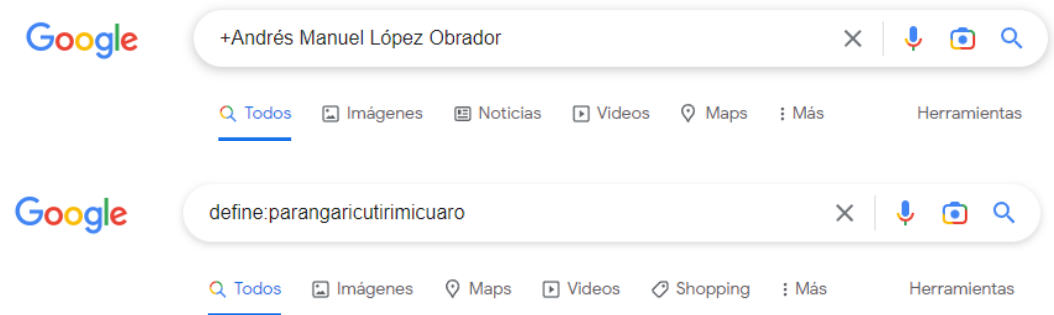 Google +Andrés Manuel López Obrador
Todos Imágenes Noticias Videos Maps Más Herramientas
Google define:parangaricutirimicuaro
Todos Imágenes Maps Videos Shopping Más Herramientas